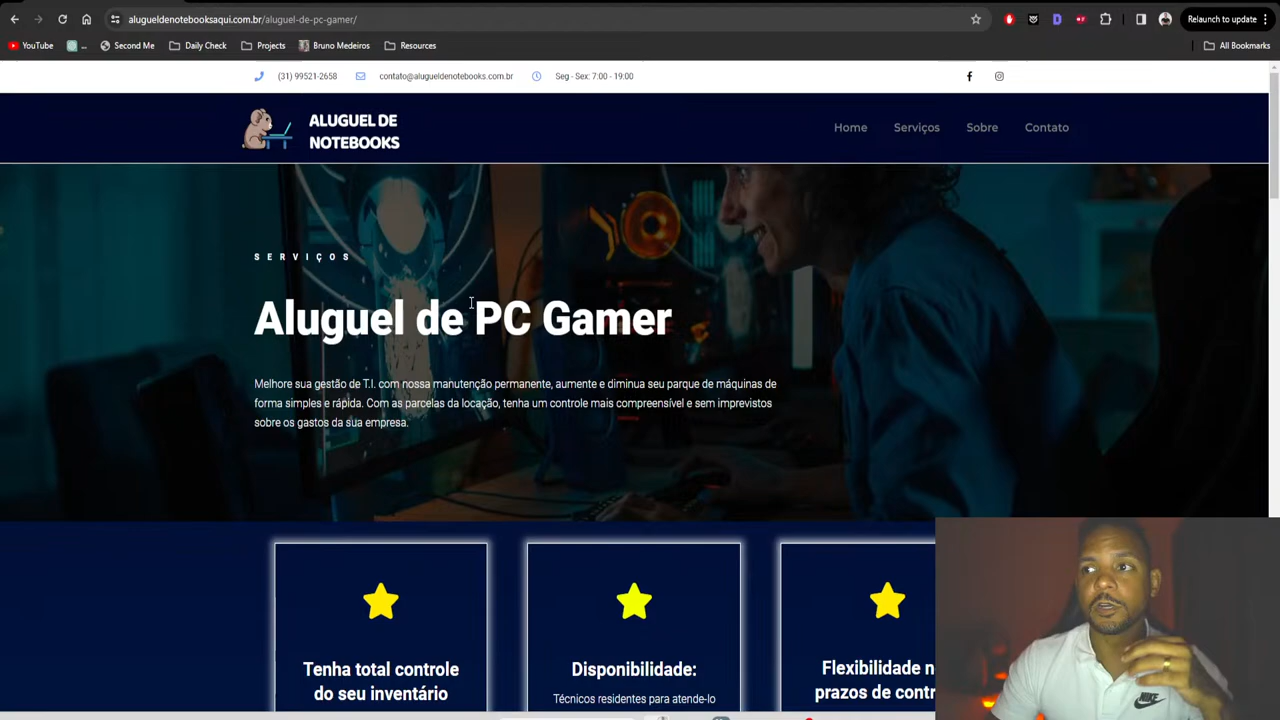 alugueldenotebooksaqui.com.br/aluguel-de-pc-gamer/
Relaunch to update
YouTube
...
Second Me
Daily Check
Projects
Bruno Medeiros
Resources
All Bookmarks
(31) 99521-2658
contato@alugueldenotebooks.com.br
Seg - Sex: 7:00 - 19:00
ALUGUEL DE
NOTEBOOKS
Home
Serviços
Sobre
Contato
SERVIÇOS
Aluguel de PC Gamer
Melhore sua gestão de T.I. com nossa manutenção permanente, aumente e diminua seu parque de máquinas de
forma simples e rápida. Com as parcelas da locação, tenha um controle mais compreensível e sem imprevistos
sobre os gastos da sua empresa.
Tenha total controle
do seu inventário
Disponibilidade:
Técnicos residentes para atende-lo
Flexibilidade n
prazos de contr
NIKE